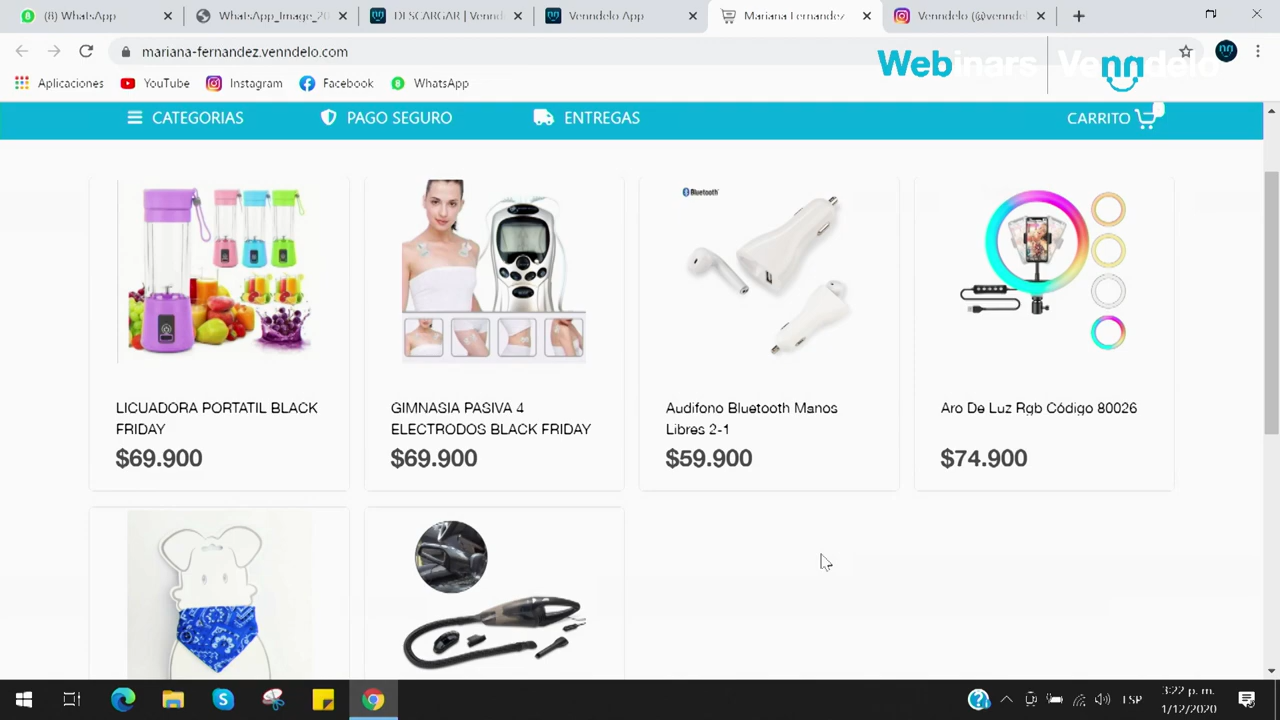 (8) WhatsApp
WhatsApp_Image_20
DESCARGAR (Venndel
Venndelo App
Mariana Fernandez
Venndelo (@vennde
mariana-fernandez.venndelo.com
Webinars
Venndelo
Aplicaciones
YouTube
Instagram
Facebook
WhatsApp
CATEGORIAS
PAGO SEGURO
ENTREGAS
CARRITO
Bluetooth
LICUADORA PORTATIL BLACK
FRIDAY
$69.900
GIMNASIA PASIVA 4
ELECTRODOS BLACK FRIDAY
$69.900
Audifono Bluetooth Manos
Libres 2-1
$59.900
Aro De Luz Rgb Código 80026
$74.900
ESP
3:22 p. m.
1/12/2020